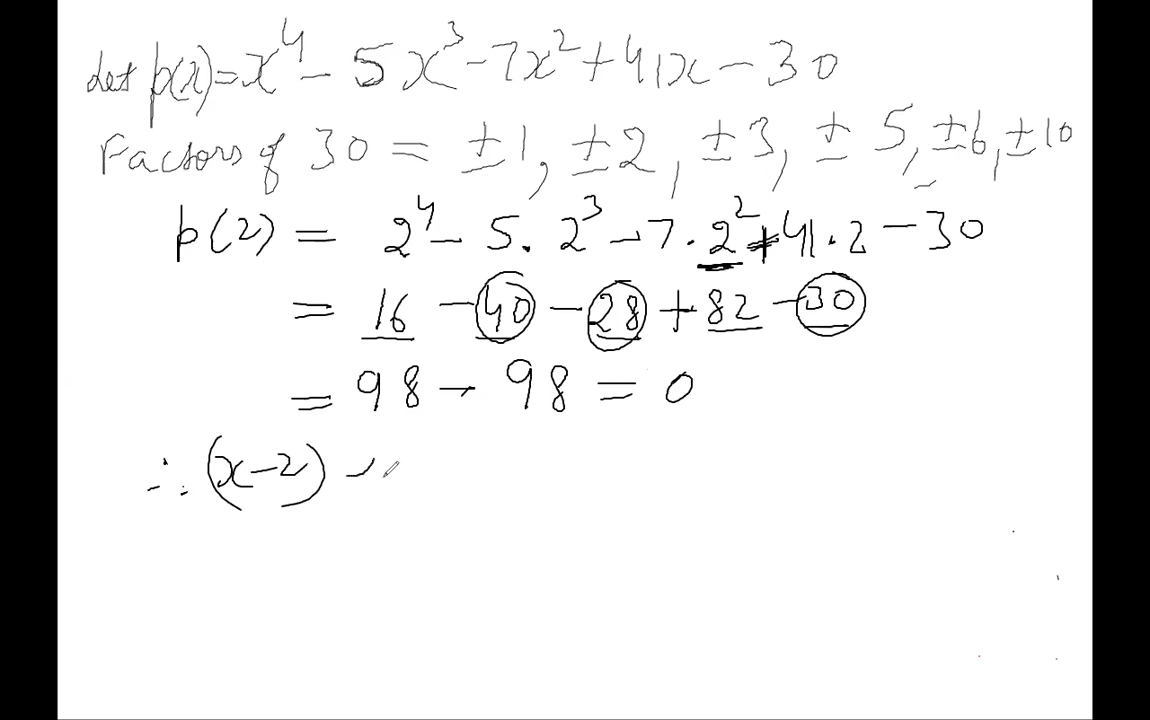 Let p(x)=x⁴-5x³-7x²+41x-30
Factors of 30 = ±1, ±2, ±3, ±5, ±6, ±10
p(2) = 2⁴-5.2³-7.2²+41.2-30
= 16-40-28+82-30
= 98-98=0
∴(x-2)